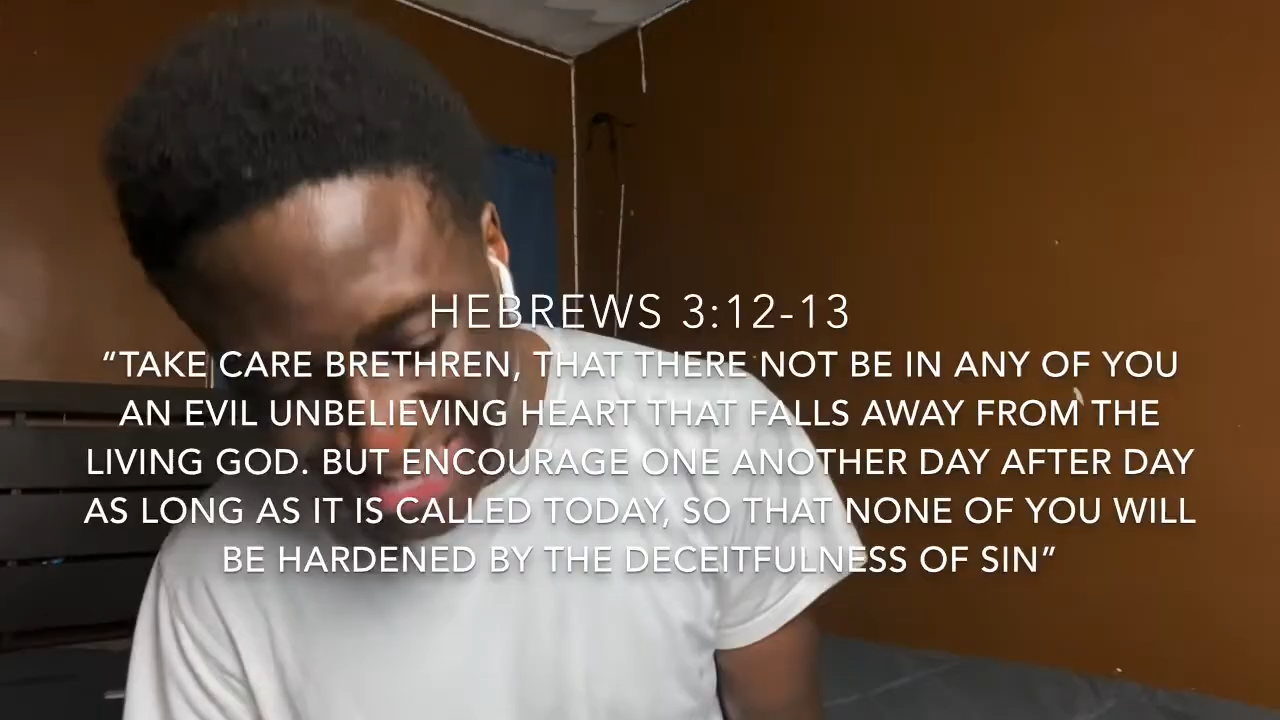 HEBREWS 3:12-13
“TAKE CARE BRETHREN, THAT THERE NOT BE IN ANY OF YOU
AN EVIL UNBELIEVING HEART THAT FALLS AWAY FROM THE
LIVING GOD. BUT ENCOURAGE ONE ANOTHER DAY AFTER DAY
AS LONG AS IT IS CALLED TODAY, SO THAT NONE OF YOU WILL
BE HARDENED BY THE DECEITFULNESS OF SIN”